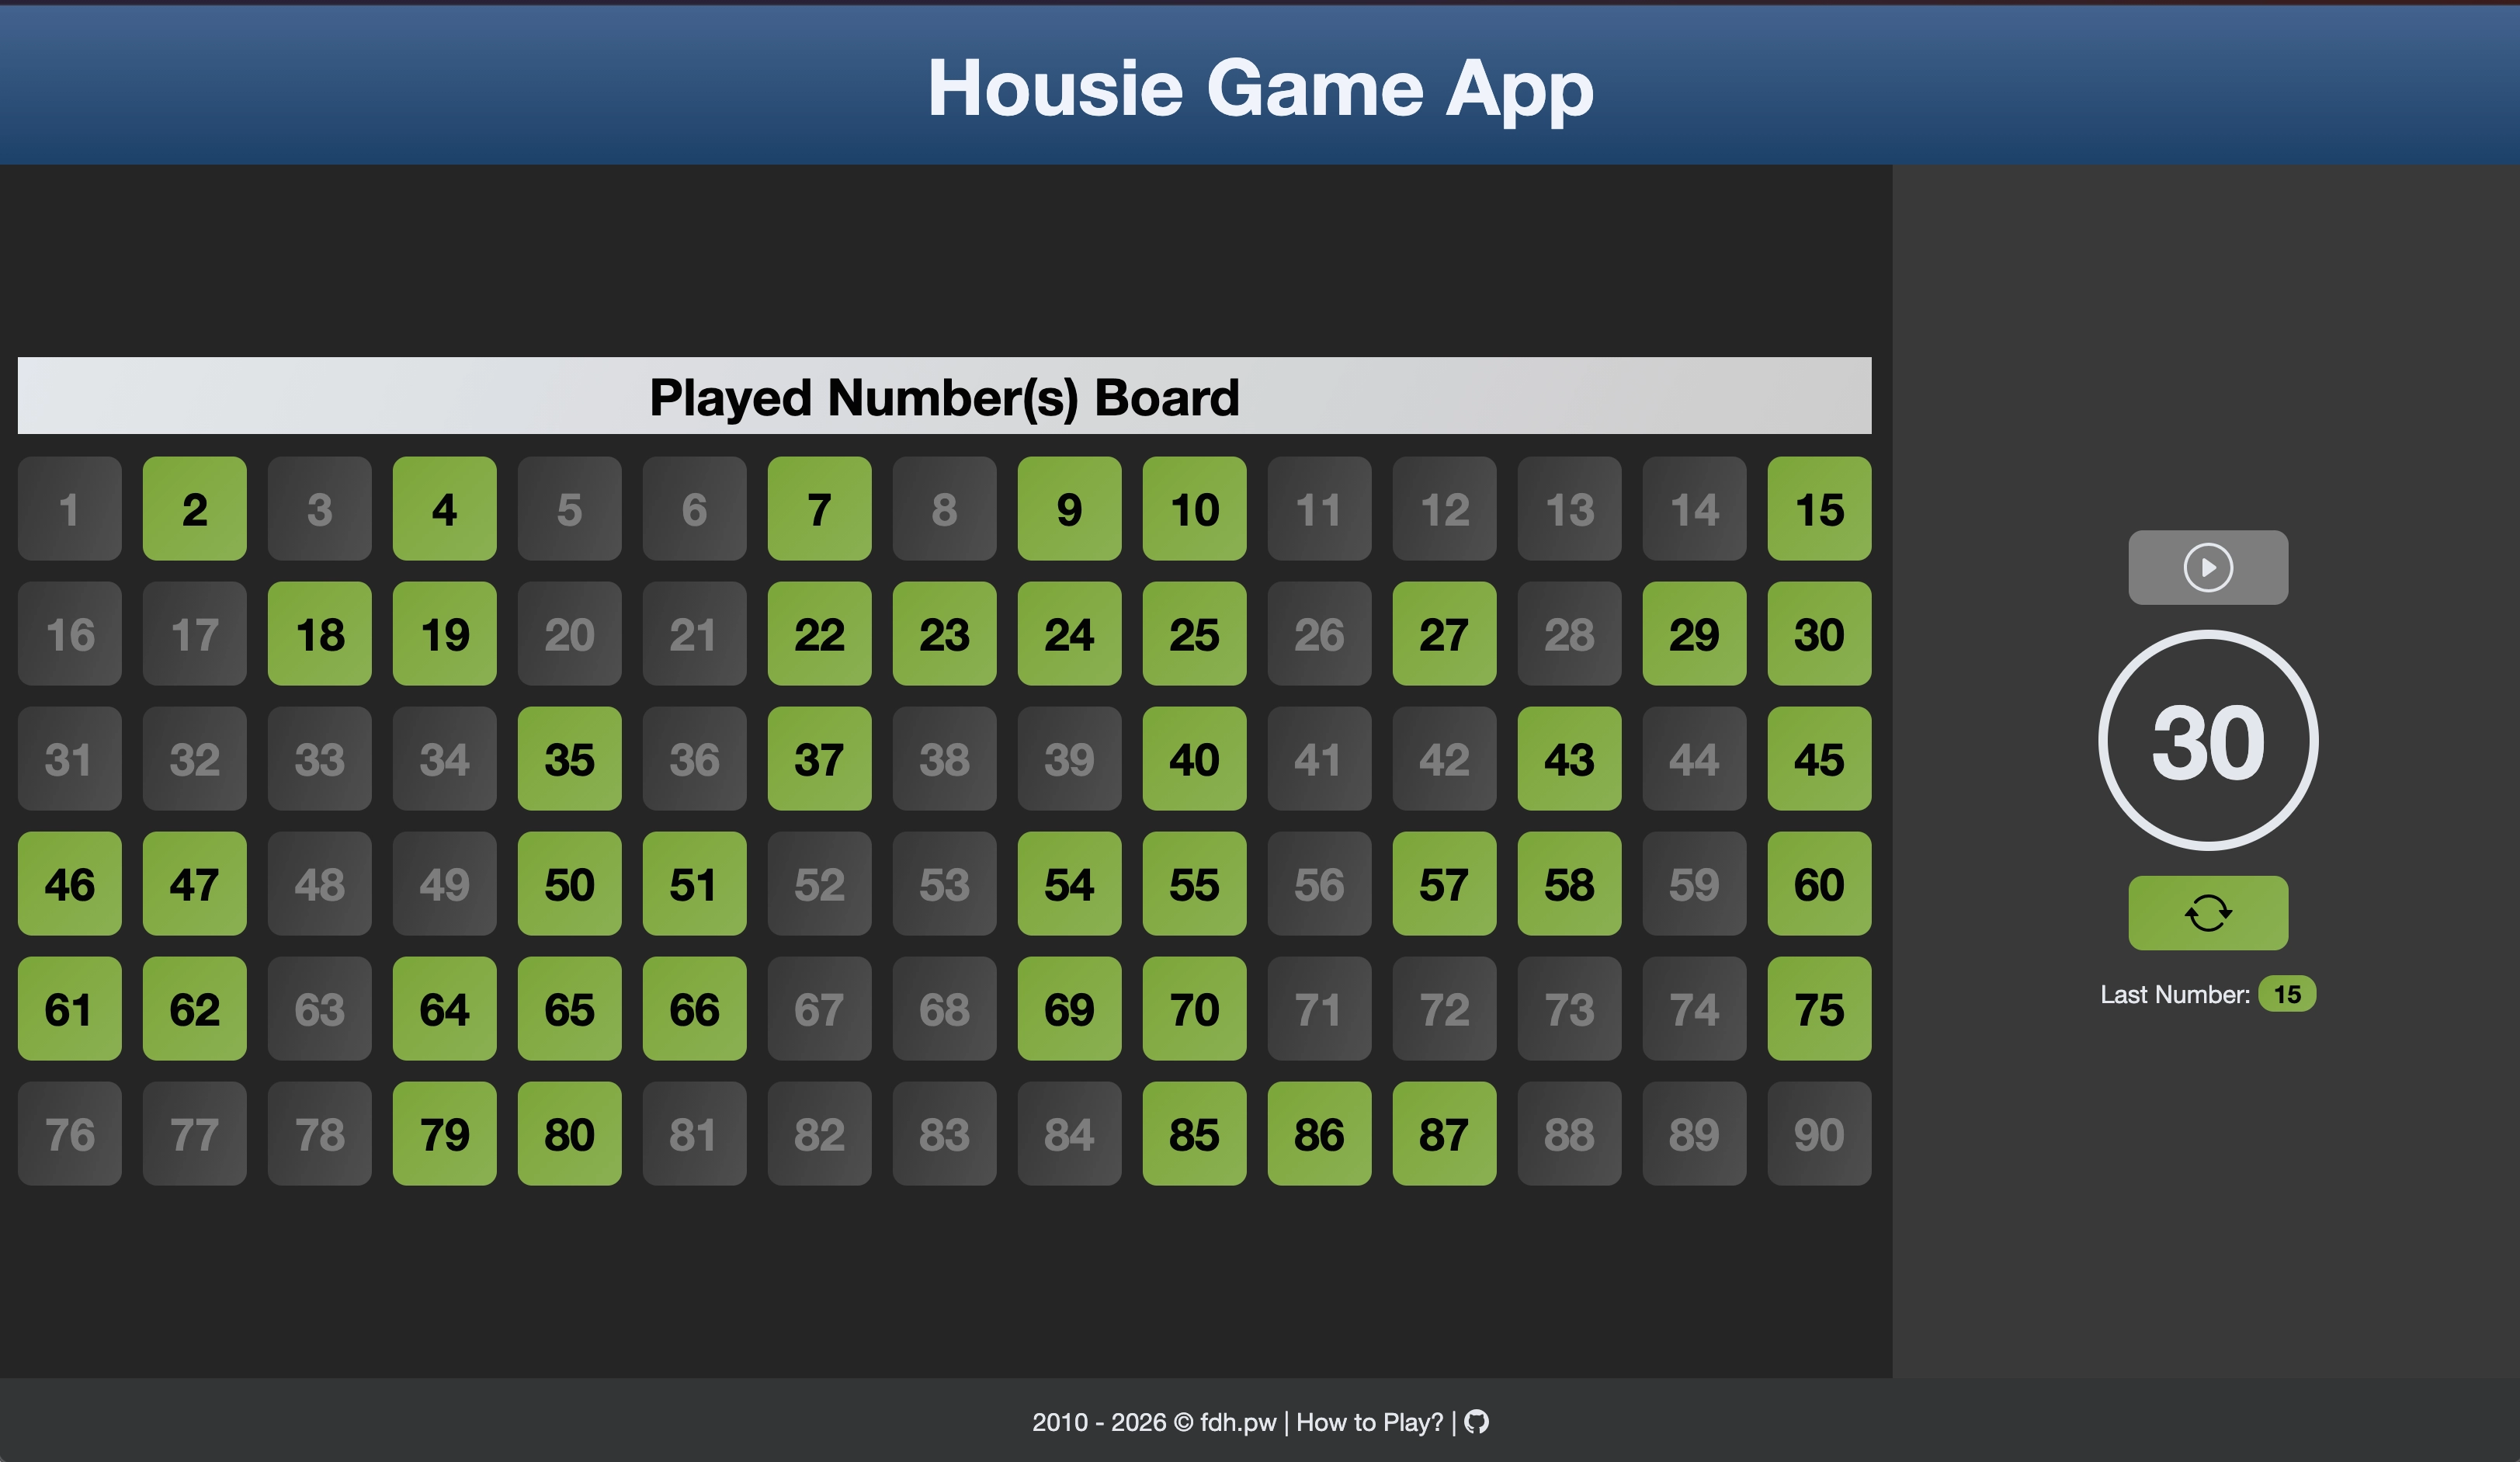 Housie Game App
Played Number(s) Board
1 2 3 4 5 6 7 8 9 10 11 12 13 14 15
16 17 18 19 20 21 22 23 24 25 26 27 28 29 30
31 32 33 34 35 36 37 38 39 40 41 42 43 44 45
46 47 48 49 50 51 52 53 54 55 56 57 58 59 60
61 62 63 64 65 66 67 68 69 70 71 72 73 74 75
76 77 78 79 80 81 82 83 84 85 86 87 88 89 90
30
Last Number: 15
2010 - 2026 © fdh.pw | How to Play? |